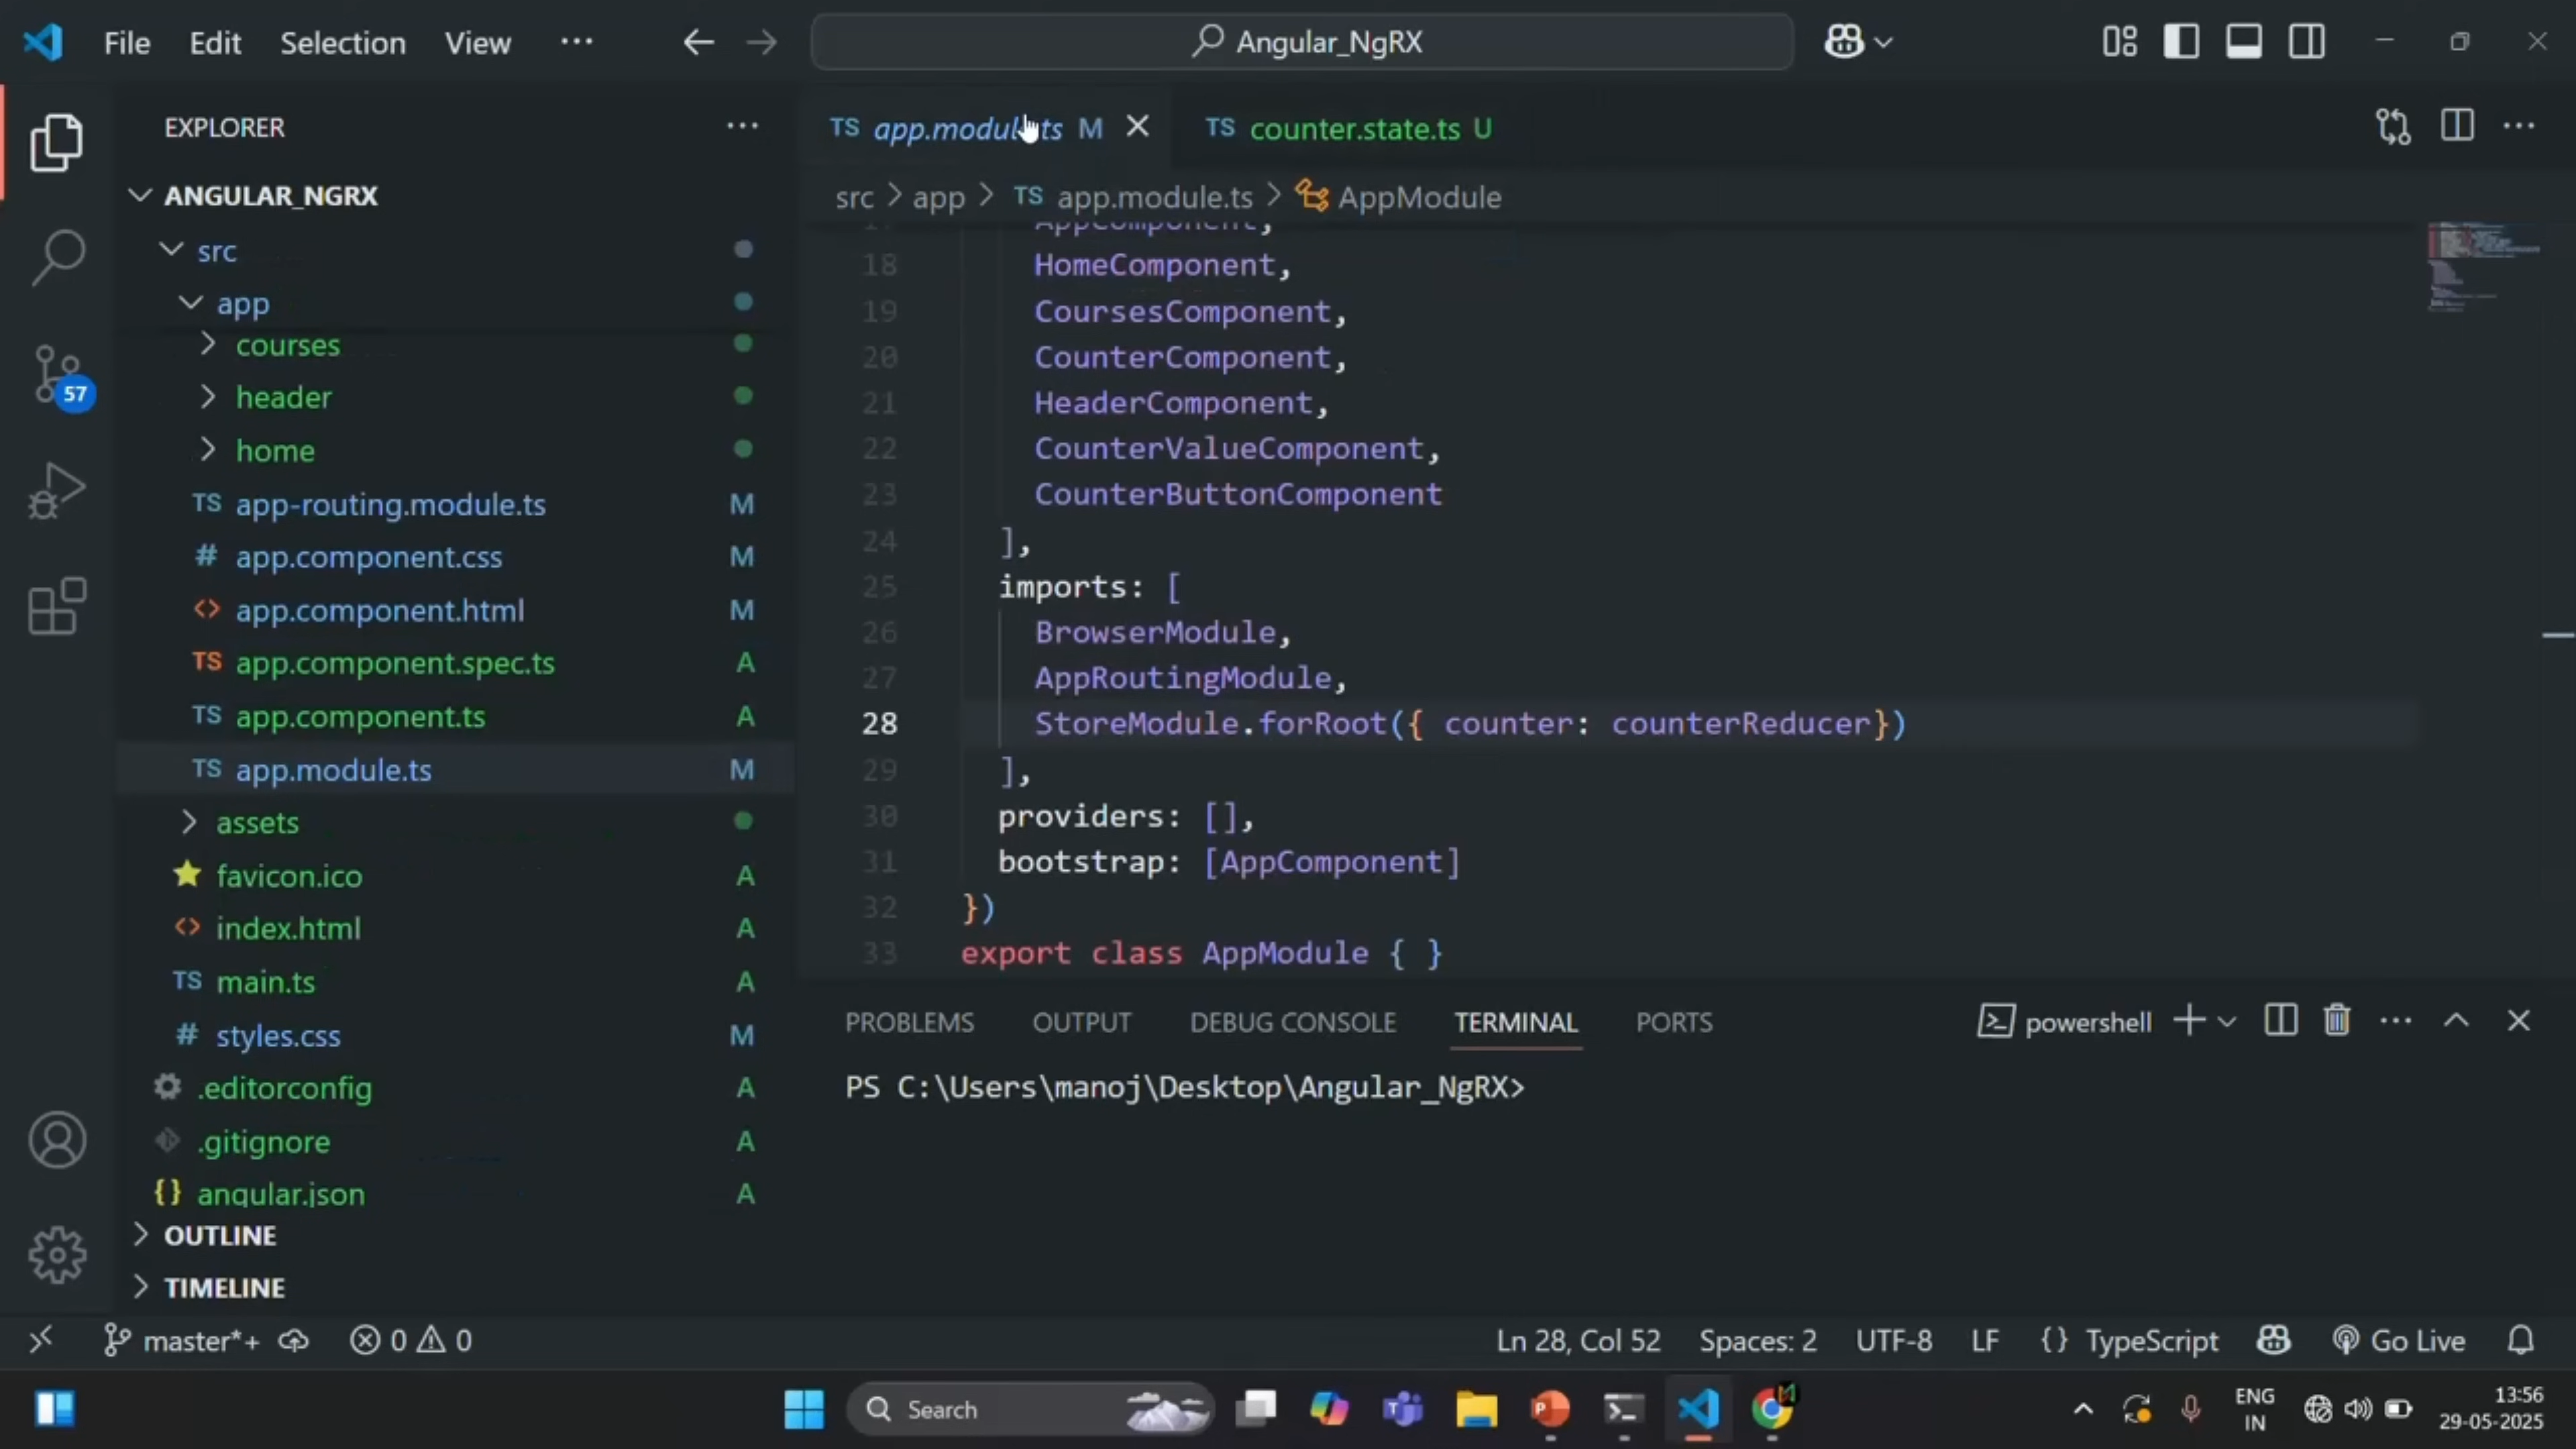 File Edit Selection View ··· Angular_NgRX
EXPLORER ···
ANGULAR_NGRX
src
app
courses
header
home
TS app-routing.module.ts M
# app.component.css M
<> app.component.html M
TS app.component.spec.ts A
TS app.component.ts A
TS app.module.ts M
assets
favicon.ico A
<> index.html A
TS main.ts A
# styles.css M
.editorconfig A
.gitignore A
{} angular.json A
OUTLINE
TIMELINE
57
TS app.module.ts M TS counter.state.ts U
src > app > TS app.module.ts > AppModule
17 AppComponent,
18 HomeComponent,
19 CoursesComponent,
20 CounterComponent,
21 HeaderComponent,
22 CounterValueComponent,
23 CounterButtonComponent
24 ],
25 imports: [
26 BrowserModule,
27 AppRoutingModule,
28 StoreModule.forRoot({ counter: counterReducer})
29 ],
30 providers: [],
31 bootstrap: [AppComponent]
32 })
33 export class AppModule { }
PROBLEMS OUTPUT DEBUG CONSOLE TERMINAL PORTS powershell
PS C:\Users\manoj\Desktop\Angular_NgRX>
master*+ 0 0 Ln 28, Col 52 Spaces: 2 UTF-8 LF {} TypeScript Go Live
Search ENG 13:56
IN 29-05-2025